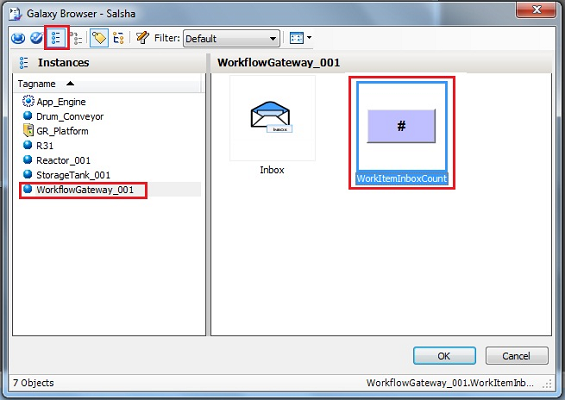 Galaxy Browser - Salsha
Filter: Default
Instances
WorkflowGateway_001
Tagname
App_Engine
Drum_Conveyor
GR_Platform
R31
Reactor_001
StorageTank_001
WorkflowGateway_001
INBOX
Inbox
#
WorkItemInboxCount
OK
Cancel
7 Objects
WorkflowGateway_001.WorkItemInb...